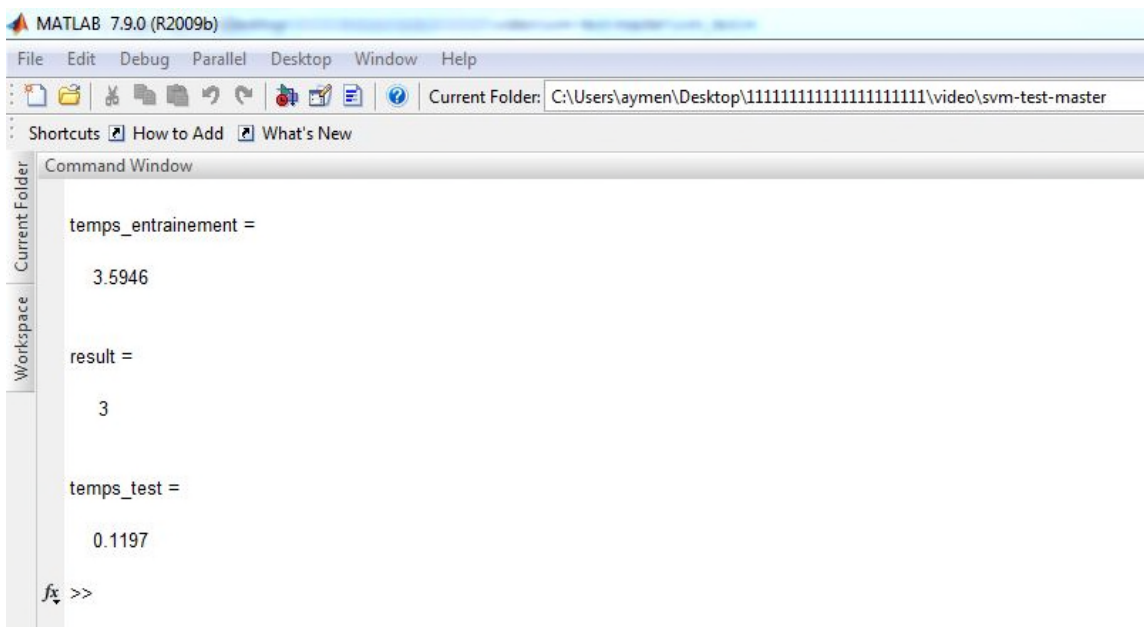 MATLAB 7.9.0 (R2009b)
File Edit Debug Parallel Desktop Window Help
Current Folder: C:\Users\aymen\Desktop\111111111111111111111\video\svm-test-master
Shortcuts How to Add What's New
Current Folder
Workspace
Command Window
temps_entrainement =
3.5946
result =
3
temps_test =
0.1197
fx >>